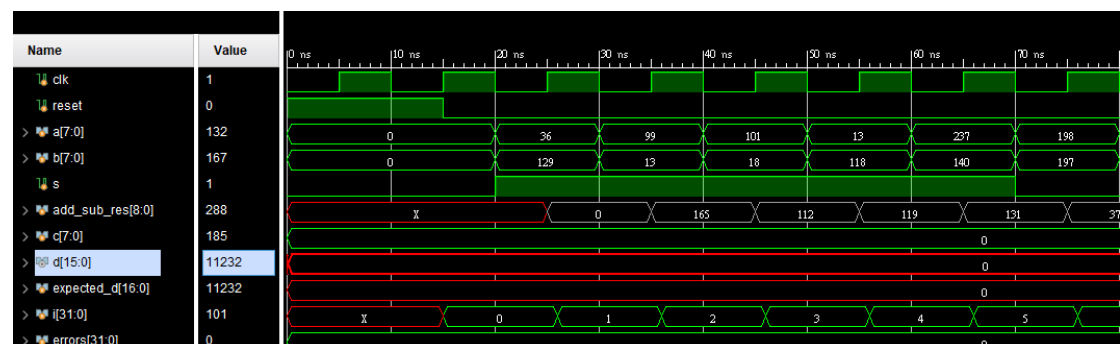 Name Value
0 ns 10 ns 20 ns 30 ns 40 ns 50 ns 60 ns 70 ns
clk 1
reset 0
a[7:0] 132 0 36 99 101 13 237 198
b[7:0] 167 0 129 13 18 118 140 197
s 1
add_sub_res[8:0] 288 X 0 165 112 119 131 37
c[7:0] 185 0
d[15:0] 11232 0
expected_d[16:0] 11232 0
i[31:0] 101 X 0 1 2 3 4 5
errors[31:0] 0 0